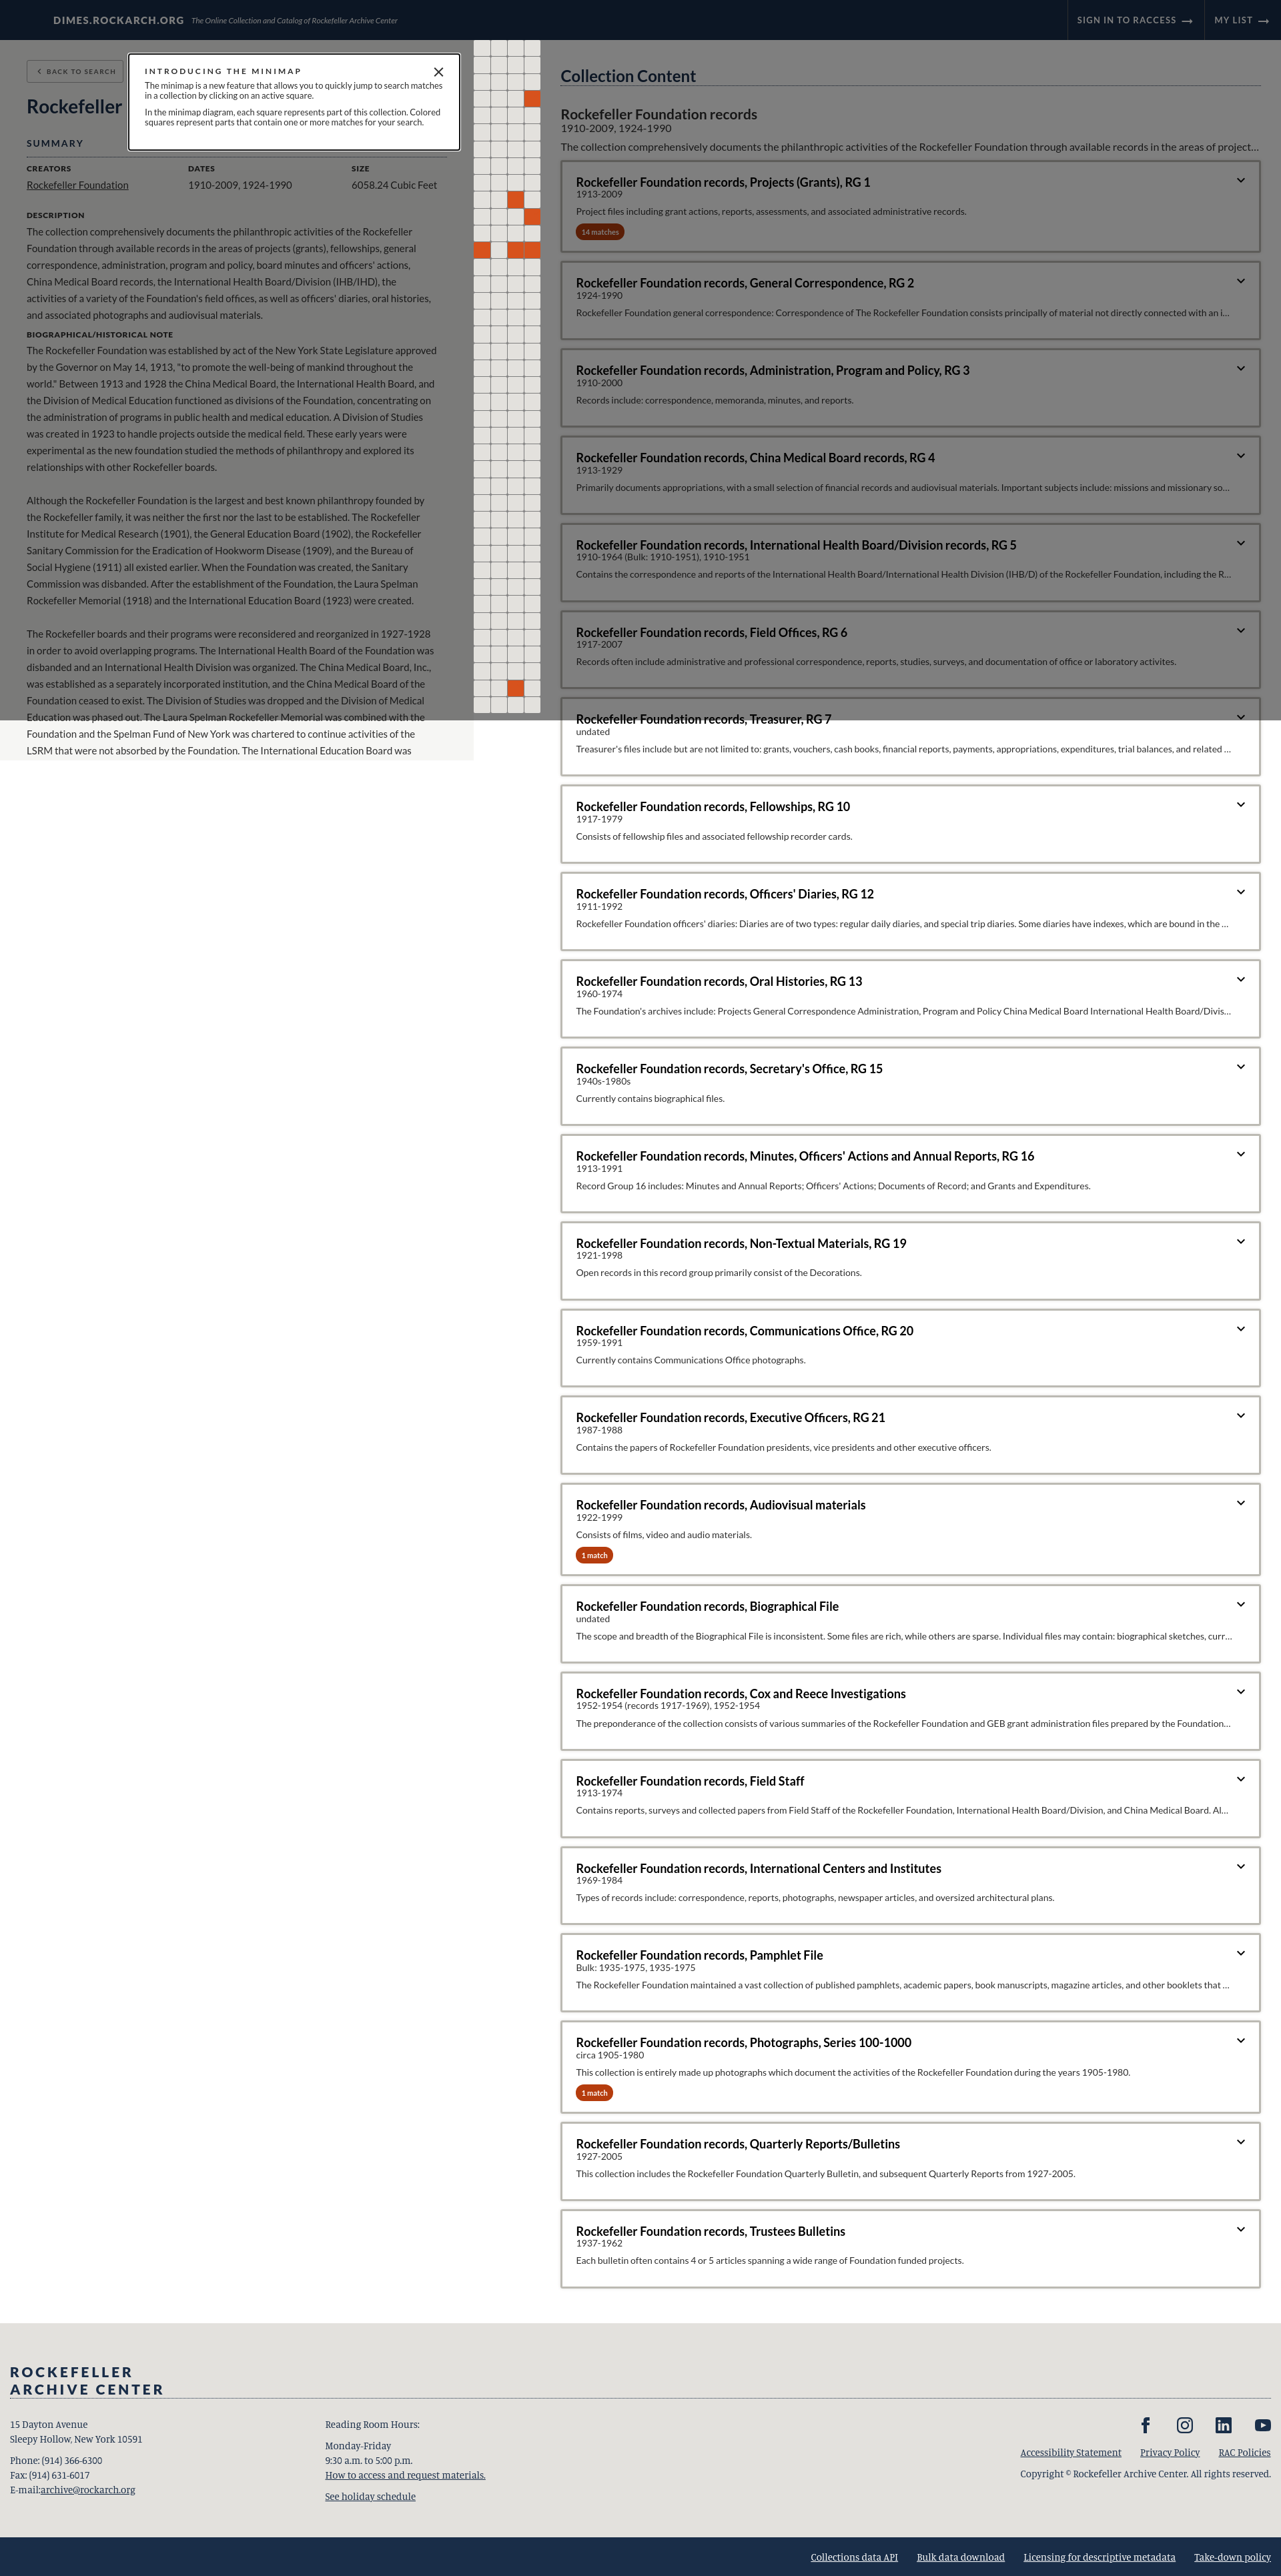 DIMES.ROCKARCH.ORG The Online Collection and Catalog of Rockefeller Archive Center
SIGN IN TO RACCESS
MY LIST
BACK TO SEARCH
INTRODUCING THE MINIMAP
The minimap is a new feature that allows you to quickly jump to search matches
in a collection by clicking on an active square.
In the minimap diagram, each square represents part of this collection. Colored
squares represent parts that contain one or more matches for your search.
Rockefeller
SUMMARY
CREATORS
Rockefeller Foundation
DATES
1910-2009, 1924-1990
SIZE
6058.24 Cubic Feet
DESCRIPTION
The collection comprehensively documents the philanthropic activities of the Rockefeller
Foundation through available records in the areas of projects (grants), fellowships, general
correspondence, administration, program and policy, board minutes and officers' actions,
China Medical Board records, the International Health Board/Division (IHB/IHD), the
activities of a variety of the Foundation's field offices, as well as officers' diaries, oral histories,
and associated photographs and audiovisual materials.
BIOGRAPHICAL/HISTORICAL NOTE
The Rockefeller Foundation was established by act of the New York State Legislature approved
by the Governor on May 14, 1913, "to promote the well-being of mankind throughout the
world." Between 1913 and 1928 the China Medical Board, the International Health Board, and
the Division of Medical Education functioned as divisions of the Foundation, concentrating on
the administration of programs in public health and medical education. A Division of Studies
was created in 1923 to handle projects outside the medical field. These early years were
experimental as the new foundation studied the methods of philanthropy and explored its
relationships with other Rockefeller boards.
Although the Rockefeller Foundation is the largest and best known philanthropy founded by
the Rockefeller family, it was neither the first nor the last to be established. The Rockefeller
Institute for Medical Research (1901), the General Education Board (1902), the Rockefeller
Sanitary Commission for the Eradication of Hookworm Disease (1909), and the Bureau of
Social Hygiene (1911) all existed earlier. When the Foundation was created, the Sanitary
Commission was disbanded. After the establishment of the Foundation, the Laura Spelman
Rockefeller Memorial (1918) and the International Education Board (1923) were created.
The Rockefeller boards and their programs were reconsidered and reorganized in 1927-1928
in order to avoid overlapping programs. The International Health Board of the Foundation was
disbanded and an International Health Division was organized. The China Medical Board, Inc.,
was established as a separately incorporated institution, and the China Medical Board of the
Foundation ceased to exist. The Division of Studies was dropped and the Division of Medical
Education was phased out. The Laura Spelman Rockefeller Memorial was combined with the
Foundation and the Spelman Fund of New York was chartered to continue activities of the
LSRM that were not absorbed by the Foundation. The International Education Board was
Collection Content
Rockefeller Foundation records
1910-2009, 1924-1990
The collection comprehensively documents the philanthropic activities of the Rockefeller Foundation through available records in the areas of project…
Rockefeller Foundation records, Projects (Grants), RG 1
1913-2009
Project files including grant actions, reports, assessments, and associated administrative records.
14 matches
Rockefeller Foundation records, General Correspondence, RG 2
1924-1990
Rockefeller Foundation general correspondence: Correspondence of The Rockefeller Foundation consists principally of material not directly connected with an i…
Rockefeller Foundation records, Administration, Program and Policy, RG 3
1910-2000
Records include: correspondence, memoranda, minutes, and reports.
Rockefeller Foundation records, China Medical Board records, RG 4
1913-1929
Primarily documents appropriations, with a small selection of financial records and audiovisual materials. Important subjects include: missions and missionary so…
Rockefeller Foundation records, International Health Board/Division records, RG 5
1910-1964 (Bulk: 1910-1951), 1910-1951
Contains the correspondence and reports of the International Health Board/International Health Division (IHB/D) of the Rockefeller Foundation, including the R…
Rockefeller Foundation records, Field Offices, RG 6
1917-2007
Records often include administrative and professional correspondence, reports, studies, surveys, and documentation of office or laboratory activites.
Rockefeller Foundation records, Treasurer, RG 7
undated
Treasurer's files include but are not limited to: grants, vouchers, cash books, financial reports, payments, appropriations, expenditures, trial balances, and related …
Rockefeller Foundation records, Fellowships, RG 10
1917-1979
Consists of fellowship files and associated fellowship recorder cards.
Rockefeller Foundation records, Officers' Diaries, RG 12
1911-1992
Rockefeller Foundation officers' diaries: Diaries are of two types: regular daily diaries, and special trip diaries. Some diaries have indexes, which are bound in the …
Rockefeller Foundation records, Oral Histories, RG 13
1960-1974
The Foundation's archives include: Projects General Correspondence Administration, Program and Policy China Medical Board International Health Board/Divis…
Rockefeller Foundation records, Secretary's Office, RG 15
1940s-1980s
Currently contains biographical files.
Rockefeller Foundation records, Minutes, Officers' Actions and Annual Reports, RG 16
1913-1991
Record Group 16 includes: Minutes and Annual Reports; Officers' Actions; Documents of Record; and Grants and Expenditures.
Rockefeller Foundation records, Non-Textual Materials, RG 19
1921-1998
Open records in this record group primarily consist of the Decorations.
Rockefeller Foundation records, Communications Office, RG 20
1959-1991
Currently contains Communications Office photographs.
Rockefeller Foundation records, Executive Officers, RG 21
1987-1988
Contains the papers of Rockefeller Foundation presidents, vice presidents and other executive officers.
Rockefeller Foundation records, Audiovisual materials
1922-1999
Consists of films, video and audio materials.
1 match
Rockefeller Foundation records, Biographical File
undated
The scope and breadth of the Biographical File is inconsistent. Some files are rich, while others are sparse. Individual files may contain: biographical sketches, curr…
Rockefeller Foundation records, Cox and Reece Investigations
1952-1954 (records 1917-1969), 1952-1954
The preponderance of the collection consists of various summaries of the Rockefeller Foundation and GEB grant administration files prepared by the Foundation…
Rockefeller Foundation records, Field Staff
1913-1974
Contains reports, surveys and collected papers from Field Staff of the Rockefeller Foundation, International Health Board/Division, and China Medical Board. Al…
Rockefeller Foundation records, International Centers and Institutes
1969-1984
Types of records include: correspondence, reports, photographs, newspaper articles, and oversized architectural plans.
Rockefeller Foundation records, Pamphlet File
Bulk: 1935-1975, 1935-1975
The Rockefeller Foundation maintained a vast collection of published pamphlets, academic papers, book manuscripts, magazine articles, and other booklets that …
Rockefeller Foundation records, Photographs, Series 100-1000
circa 1905-1980
This collection is entirely made up photographs which document the activities of the Rockefeller Foundation during the years 1905-1980.
1 match
Rockefeller Foundation records, Quarterly Reports/Bulletins
1927-2005
This collection includes the Rockefeller Foundation Quarterly Bulletin, and subsequent Quarterly Reports from 1927-2005.
Rockefeller Foundation records, Trustees Bulletins
1937-1962
Each bulletin often contains 4 or 5 articles spanning a wide range of Foundation funded projects.
ROCKEFELLER
ARCHIVE CENTER
15 Dayton Avenue
Sleepy Hollow, New York 10591
Phone: (914) 366-6300
Fax: (914) 631-6017
E-mail:archive@rockarch.org
Reading Room Hours:
Monday-Friday
9:30 a.m. to 5:00 p.m.
How to access and request materials.
See holiday schedule
Accessibility Statement
Privacy Policy
RAC Policies
Copyright © Rockefeller Archive Center. All rights reserved.
Collections data API
Bulk data download
Licensing for descriptive metadata
Take-down policy